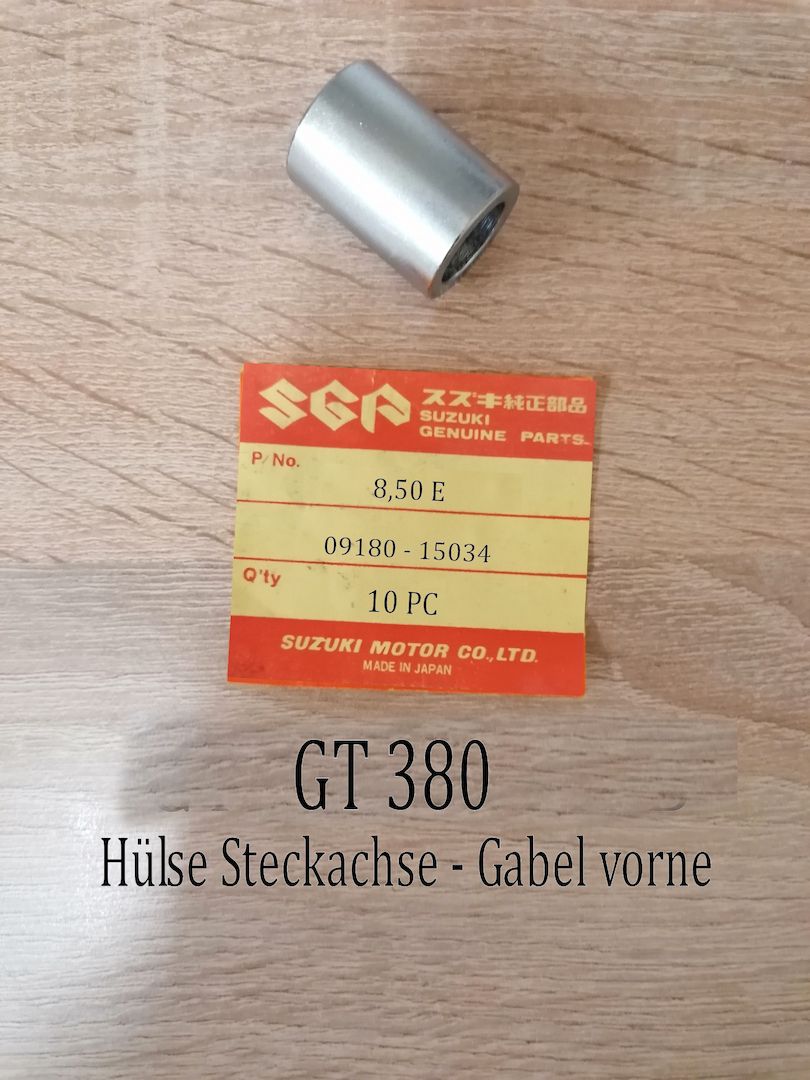 SGP スズキ純正部品
SUZUKI
GENUINE PARTS
P/No.
8,50 E
09180 - 15034
Q'ty
10 PC
SUZUKI MOTOR CO.,LTD.
MADE IN JAPAN
GT 380
Hülse Steckachse - Gabel vorne